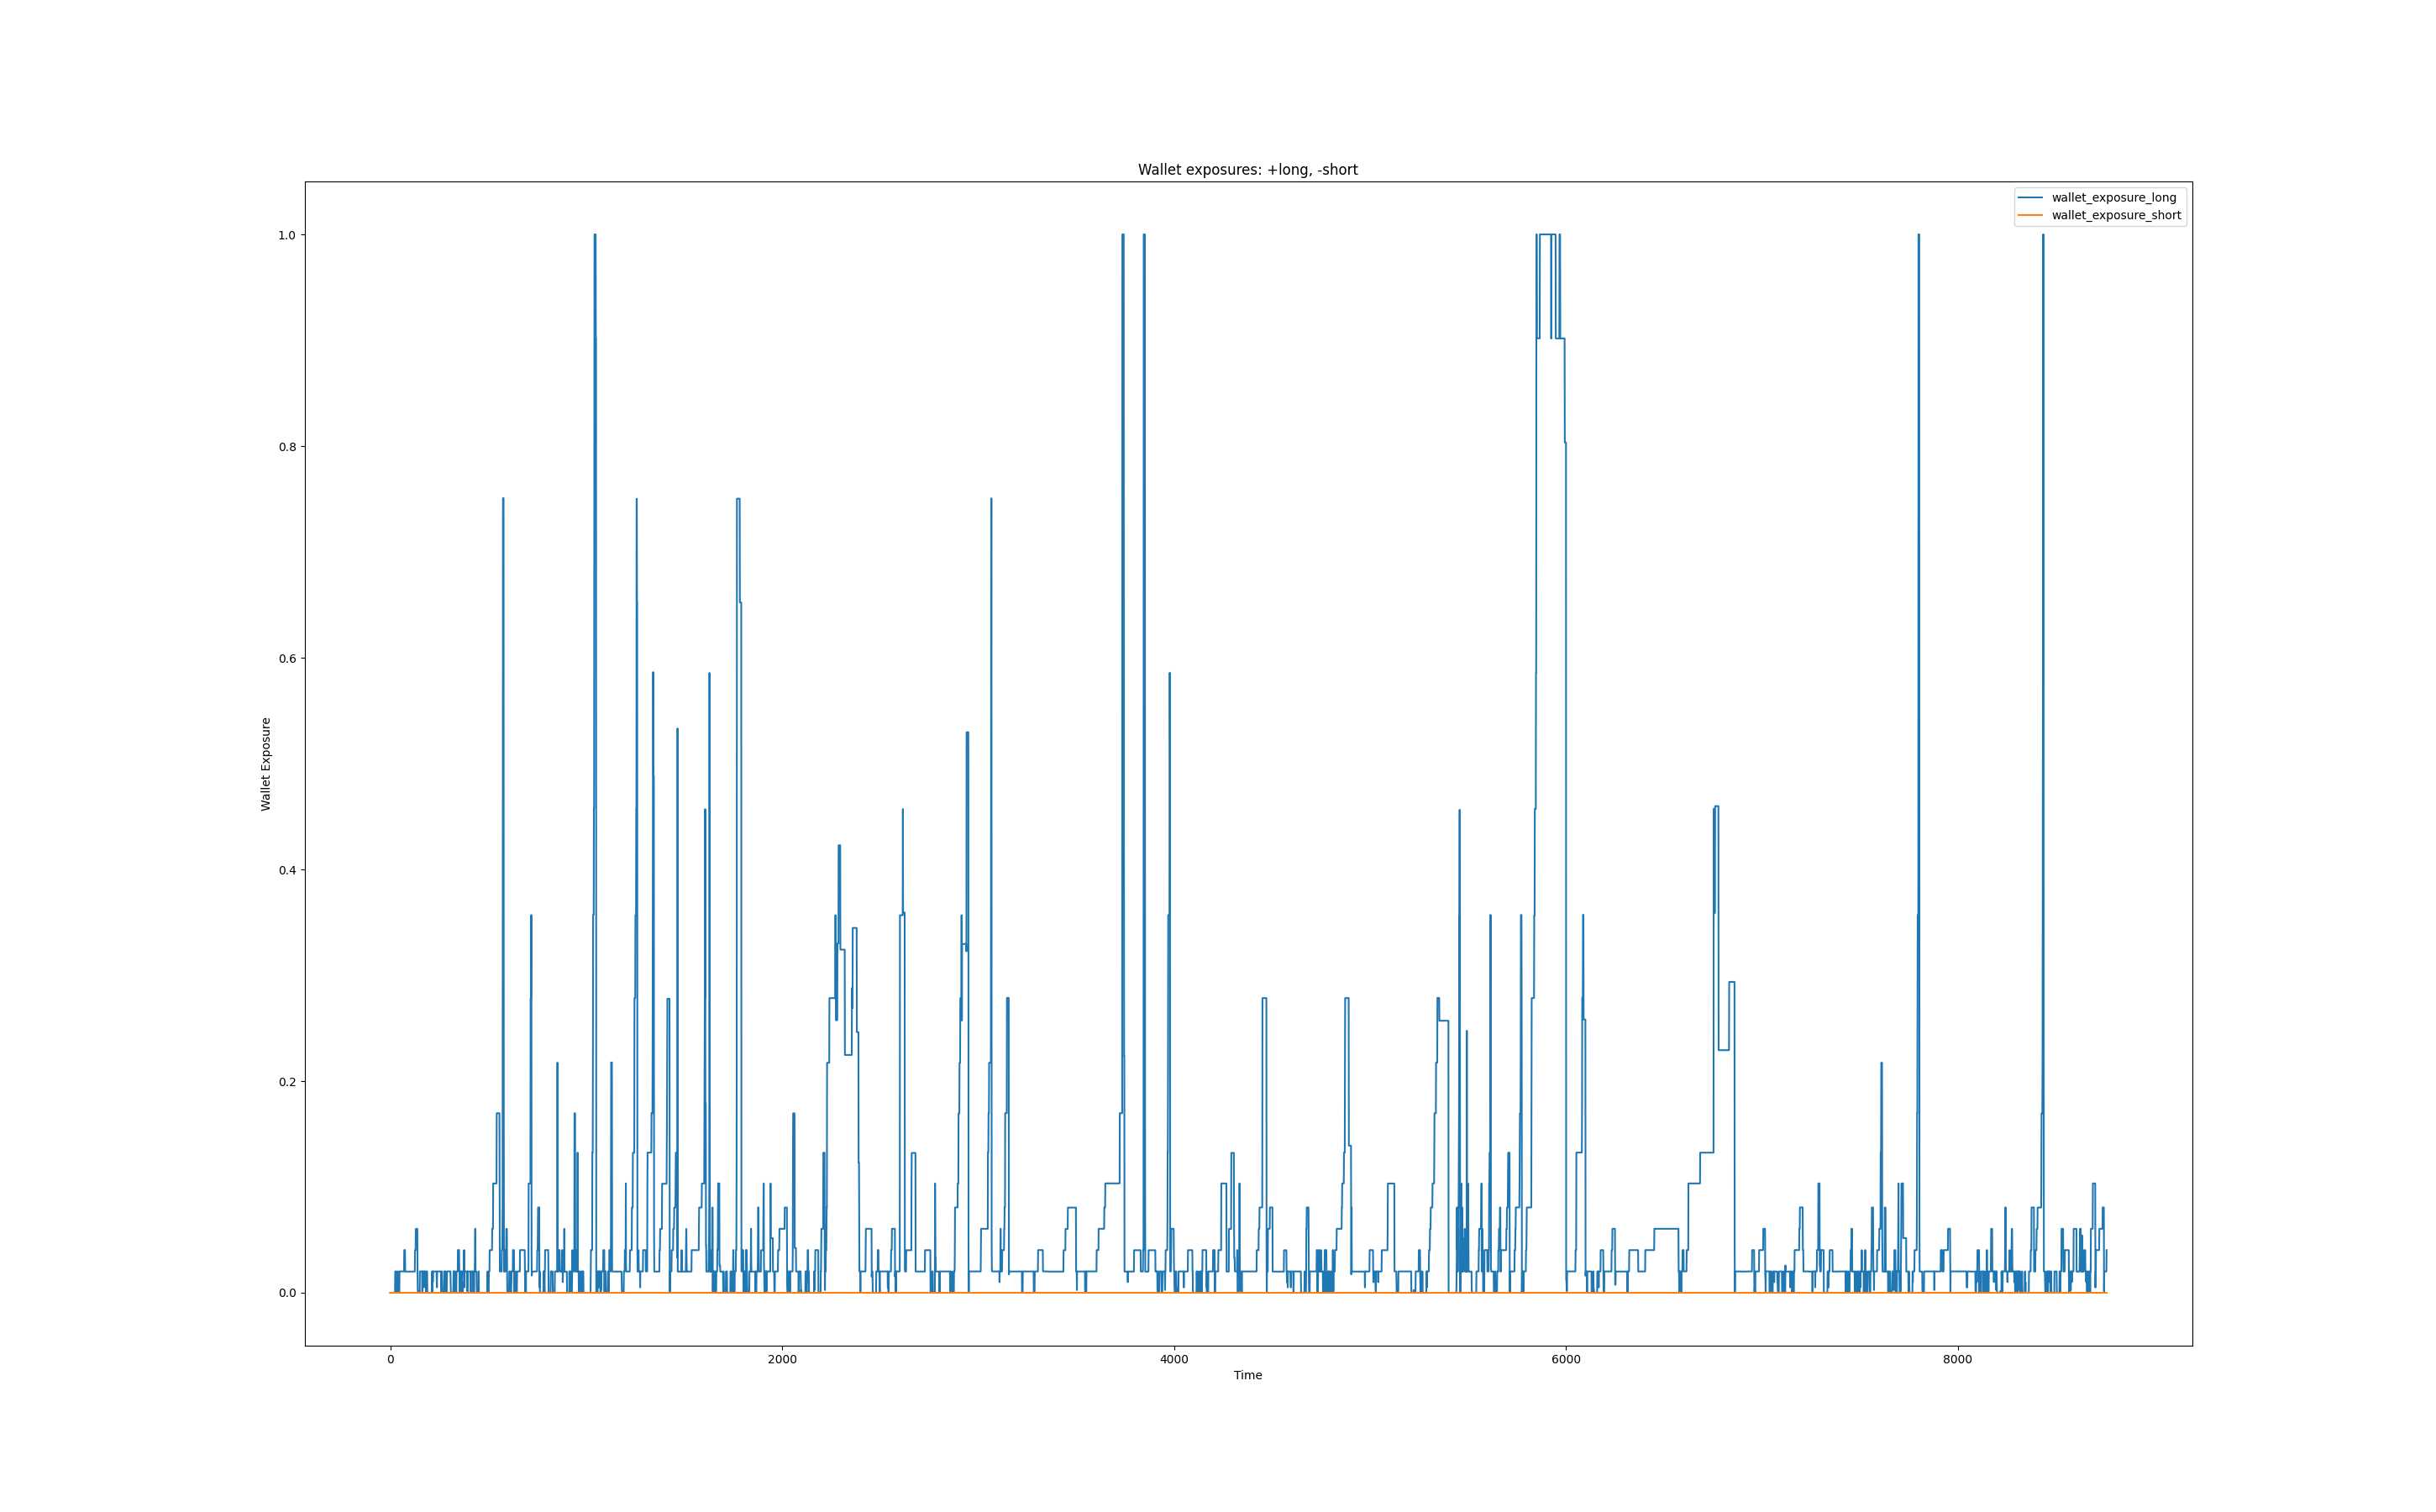 Wallet exposures: +long, -short
wallet_exposure_long
wallet_exposure_short
1.0
0.8
0.6
0.4
0.2
0.0
Wallet Exposure
0 2000 4000 6000 8000
Time